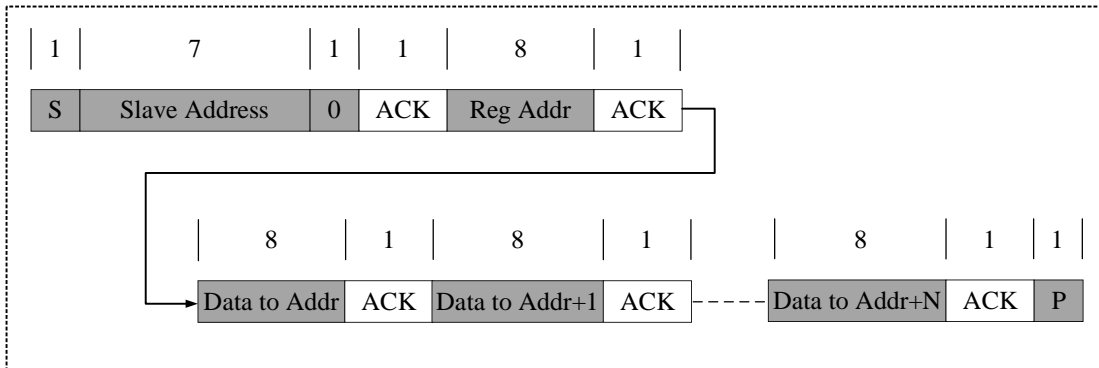 1 7 1 1 8 1
S Slave Address 0 ACK Reg Addr ACK
8 1 8 1 8 1 1
Data to Addr ACK Data to Addr+1 ACK Data to Addr+N ACK P